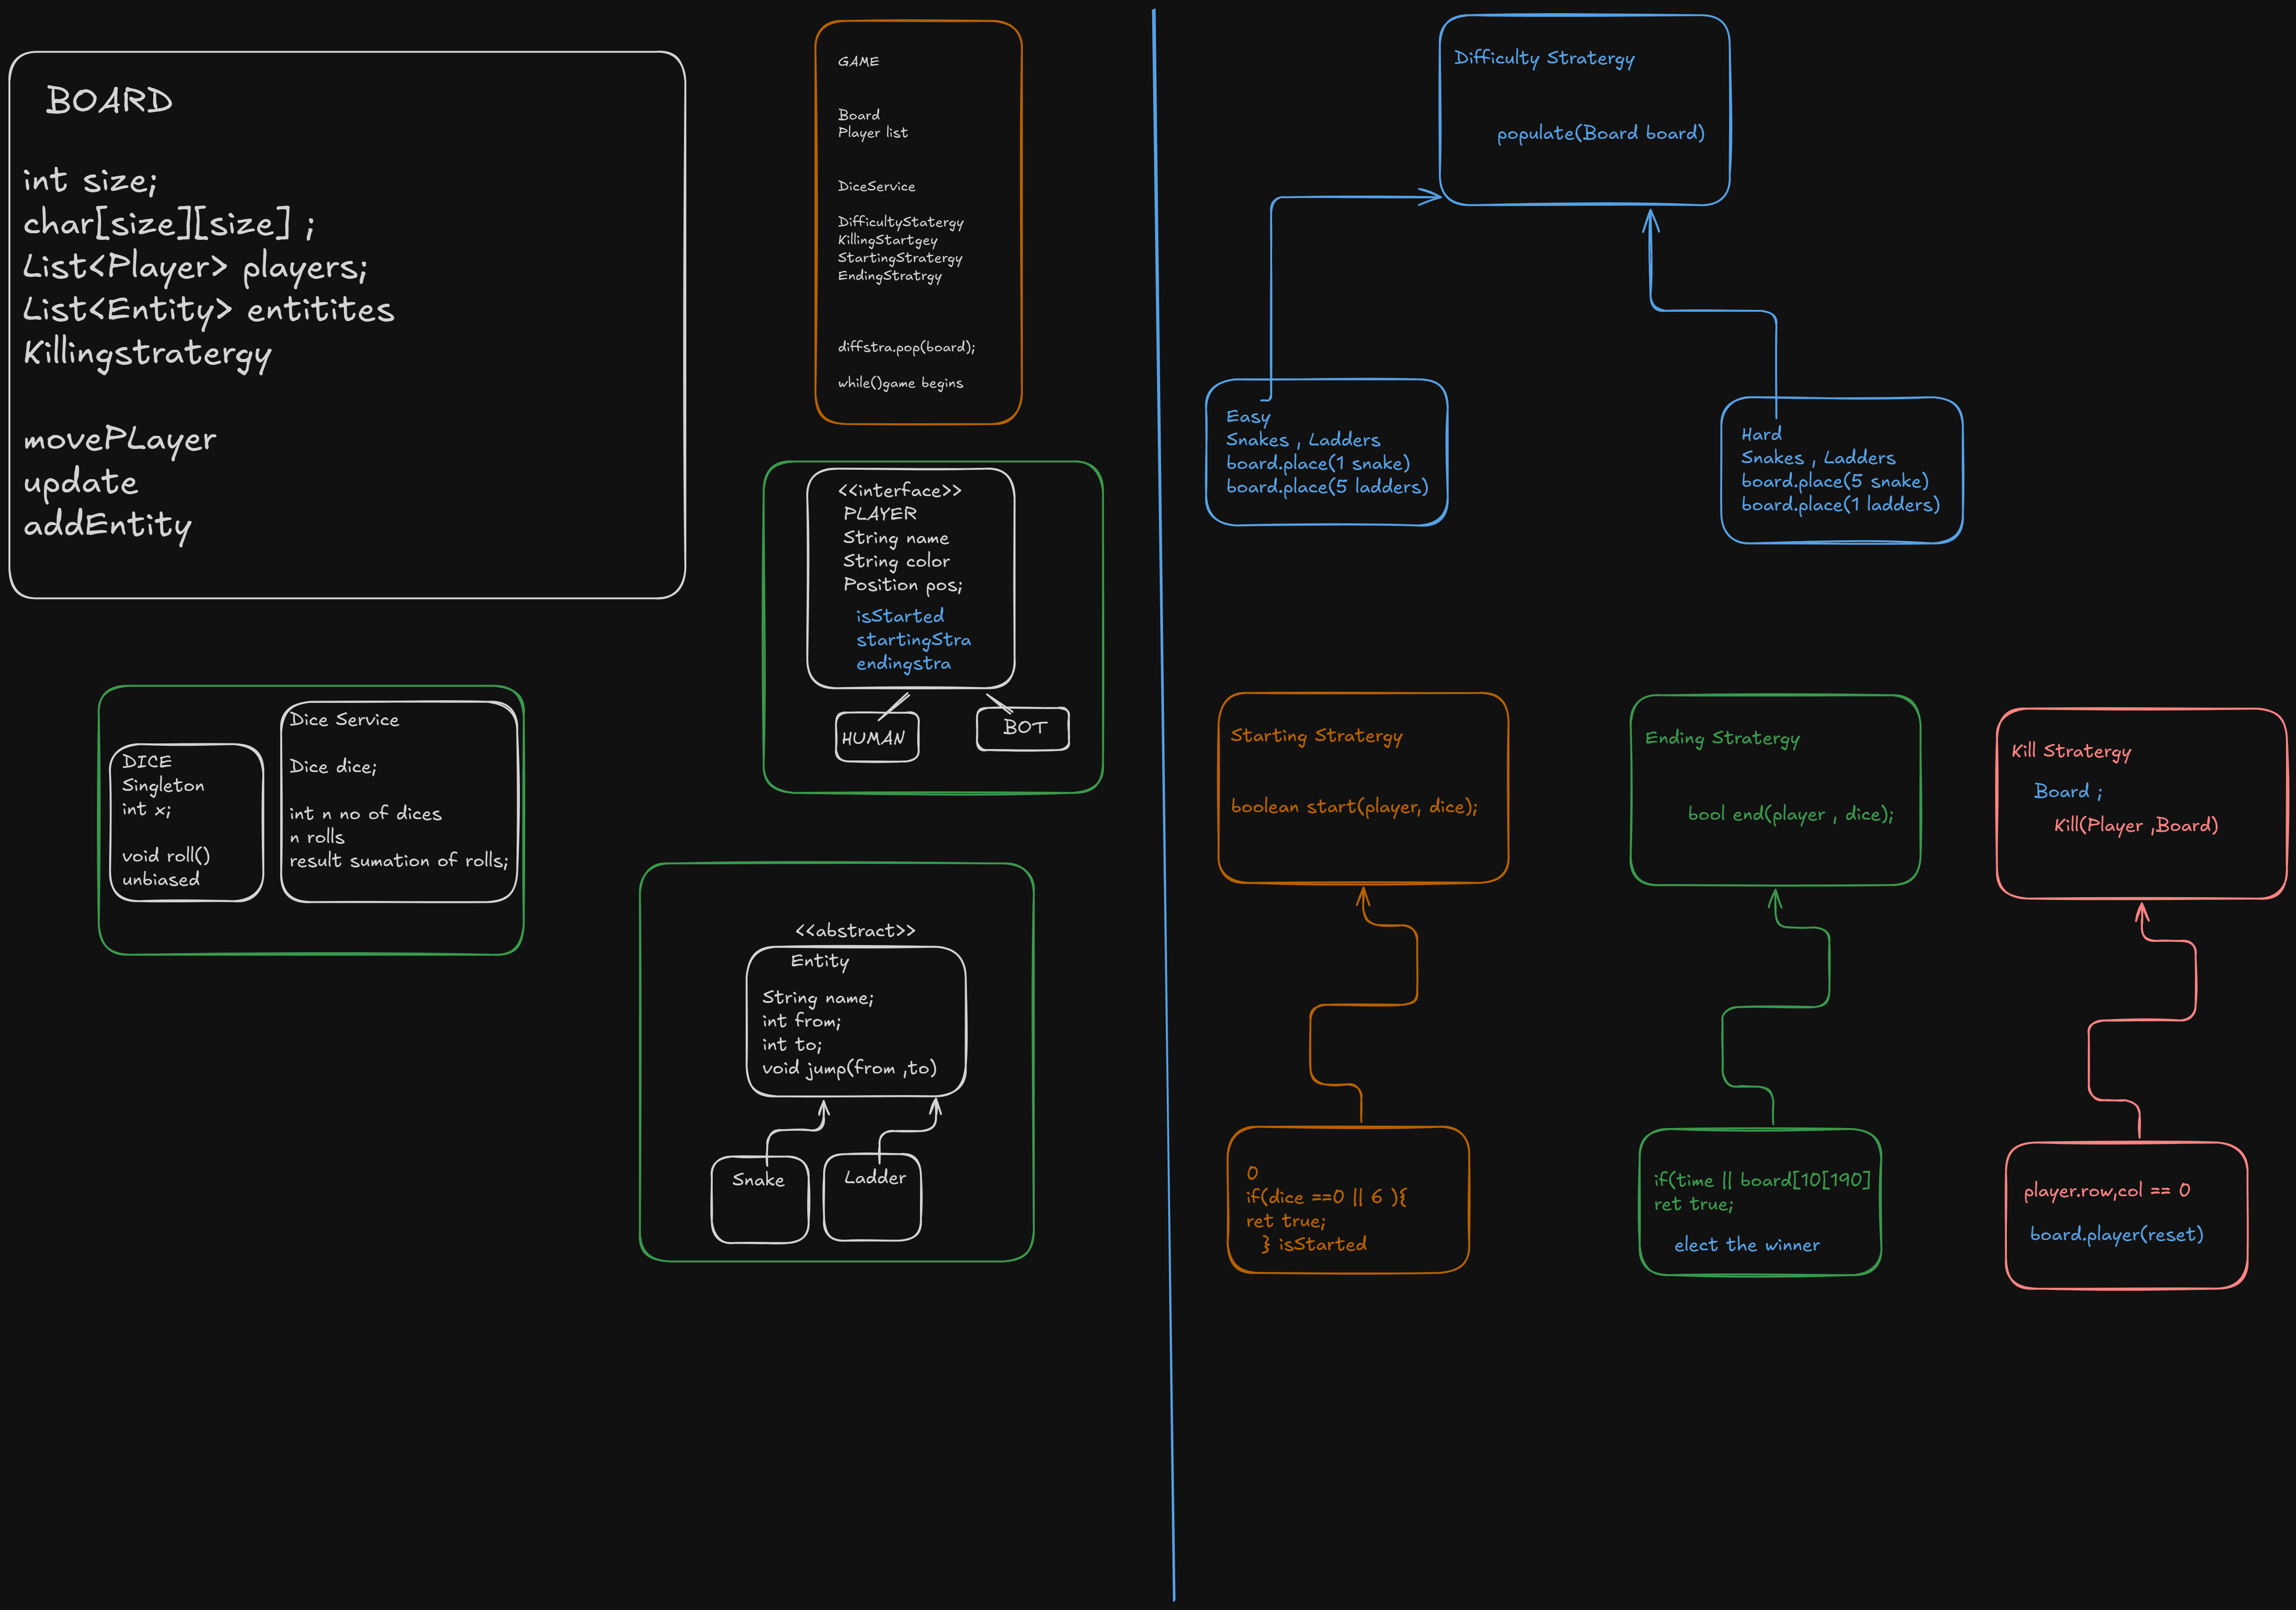 BOARD
int size;
char[size][size] ;
List<Player> players;
List<Entity> entitites
Killingstratergy
movePLayer
update
addEntity
GAME
Board
Player list
DiceService
DifficultyStatergy
KillingStartgey
StartingStratergy
EndingStratrgy
diffstra.pop(board);
while()game begins
<<interface>>
PLAYER
String name
String color
Position pos;
isStarted
startingStra
endingstra
HUMAN
BOT
DICE
Singleton
int x;
void roll()
unbiased
Dice Service
Dice dice;
int n no of dices
n rolls
result sumation of rolls;
<<abstract>>
Entity
String name;
int from;
int to;
void jump(from ,to)
Snake
Ladder
Difficulty Stratergy
populate(Board board)
Easy
Snakes , Ladders
board.place(1 snake)
board.place(5 ladders)
Hard
Snakes , Ladders
board.place(5 snake)
board.place(1 ladders)
Starting Stratergy
boolean start(player, dice);
0
if(dice ==0 || 6 ){
ret true;
} isStarted
Ending Stratergy
bool end(player , dice);
if(time || board[10[190]
ret true;
elect the winner
Kill Stratergy
Board ;
Kill(Player ,Board)
player.row,col == 0
board.player(reset)